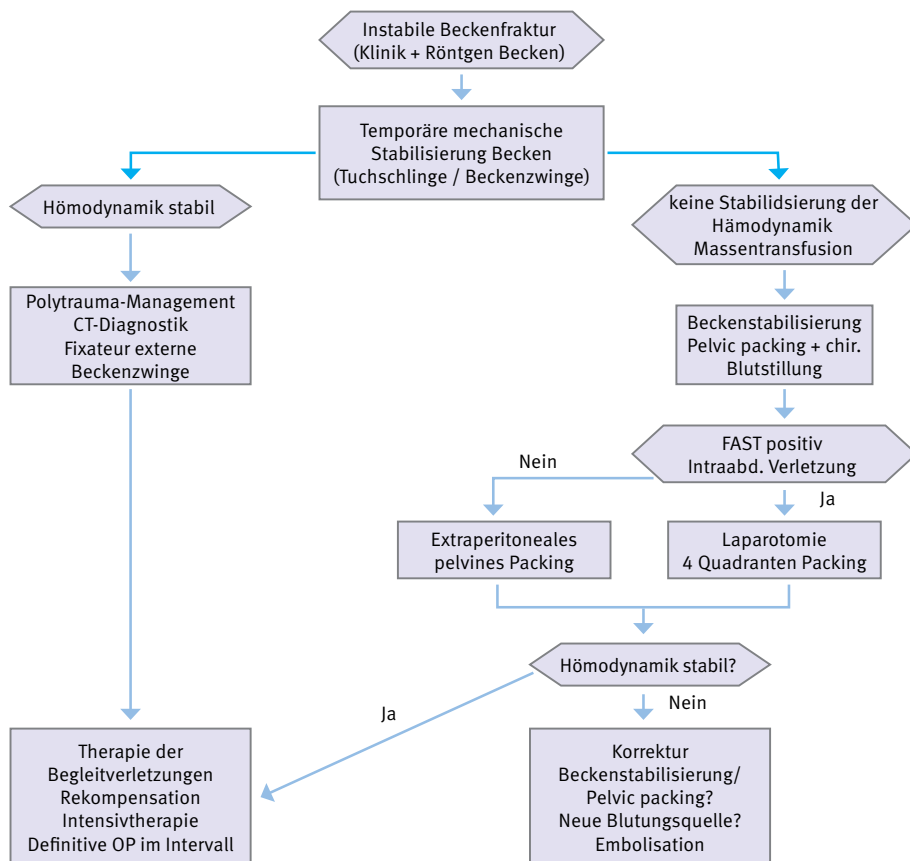 Instabile Beckenfraktur
(Klinik + Röntgen Becken)
Temporäre mechanische
Stabilisierung Becken
(Tuchschlinge / Beckenzwinge)
Hömodynamik stabil
keine Stabilidsierung der
Hämodynamik
Massentransfusion
Polytrauma-Management
CT-Diagnostik
Fixateur externe
Beckenzwinge
Beckenstabilisierung
Pelvic packing + chir.
Blutstillung
FAST positiv
Intraabd. Verletzung
Nein
Ja
Extraperitoneales
pelvines Packing
Laparotomie
4 Quadranten Packing
Hömodynamik stabil?
Ja
Nein
Therapie der
Begleitverletzungen
Rekompensation
Intensivtherapie
Definitive OP im Intervall
Korrektur
Beckenstabilisierung/
Pelvic packing?
Neue Blutungsquelle?
Embolisation